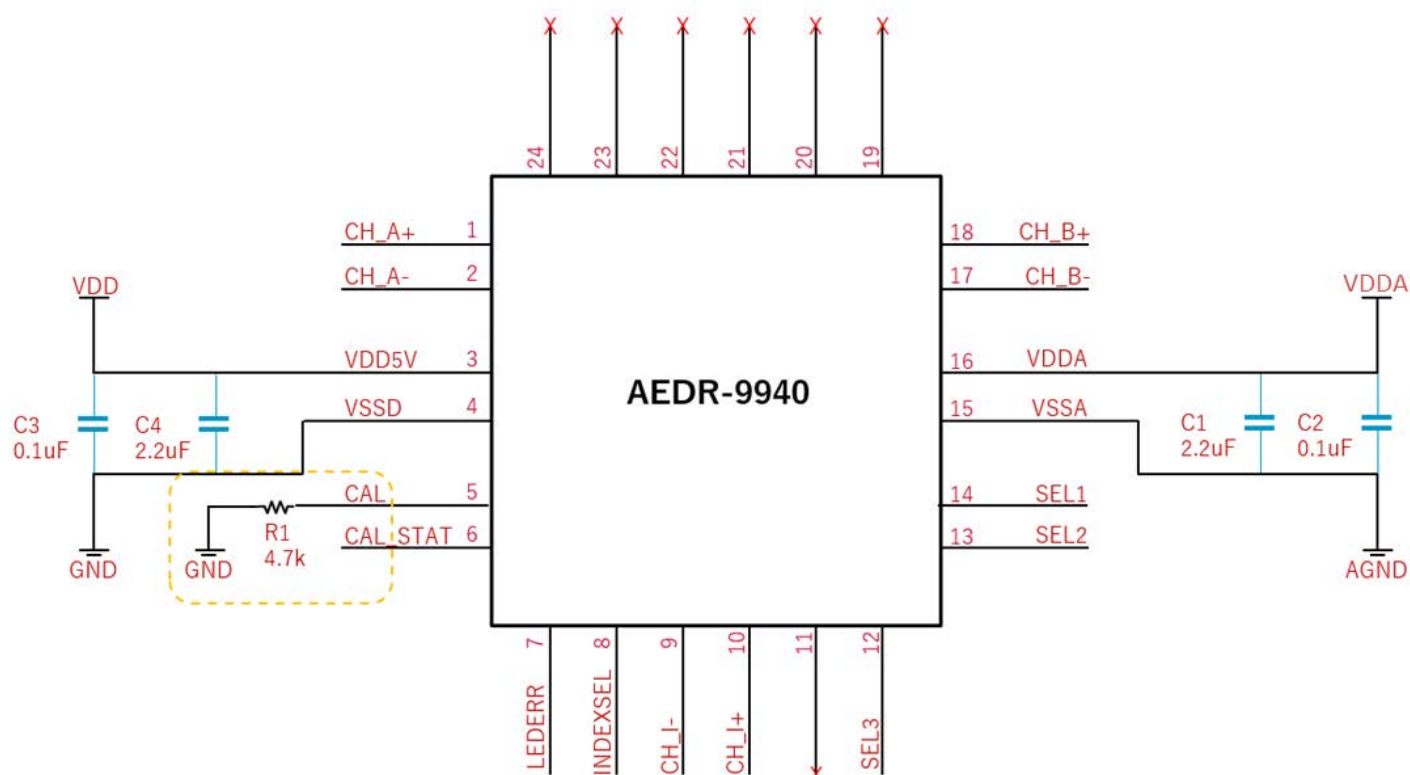 X X X X X X
24 23 22 21 20 19
CH_A+ 1
CH_A- 2
VDD
VDD5V 3
VSSD 4
C3
0.1uF
C4
2.2uF
CAL 5
R1
4.7k
CAL_STAT 6
GND
GND
AEDR-9940
18 CH_B+
17 CH_B-
VDDA
16 VDDA
15 VSSA
C1
2.2uF
C2
0.1uF
14 SEL1
13 SEL2
AGND
7 8 9 10 11 12
LEDERR
INDEXSEL
CH_I-
CH_I+
X
SEL3